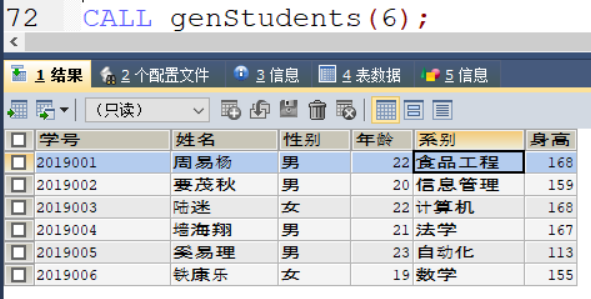 72 CALL genStudents(6);
1 结果 2 个配置文件 3 信息 4 表数据 5 信息
(只读)
学号 姓名 性别 年龄 系别 身高
2019001 周易杨 男 22 食品工程 168
2019002 要茂秋 男 20 信息管理 159
2019003 陆迷 女 22 计算机 168
2019004 墙海翔 男 21 法学 167
2019005 奚易理 男 23 自动化 113
2019006 铁康乐 女 19 数学 155